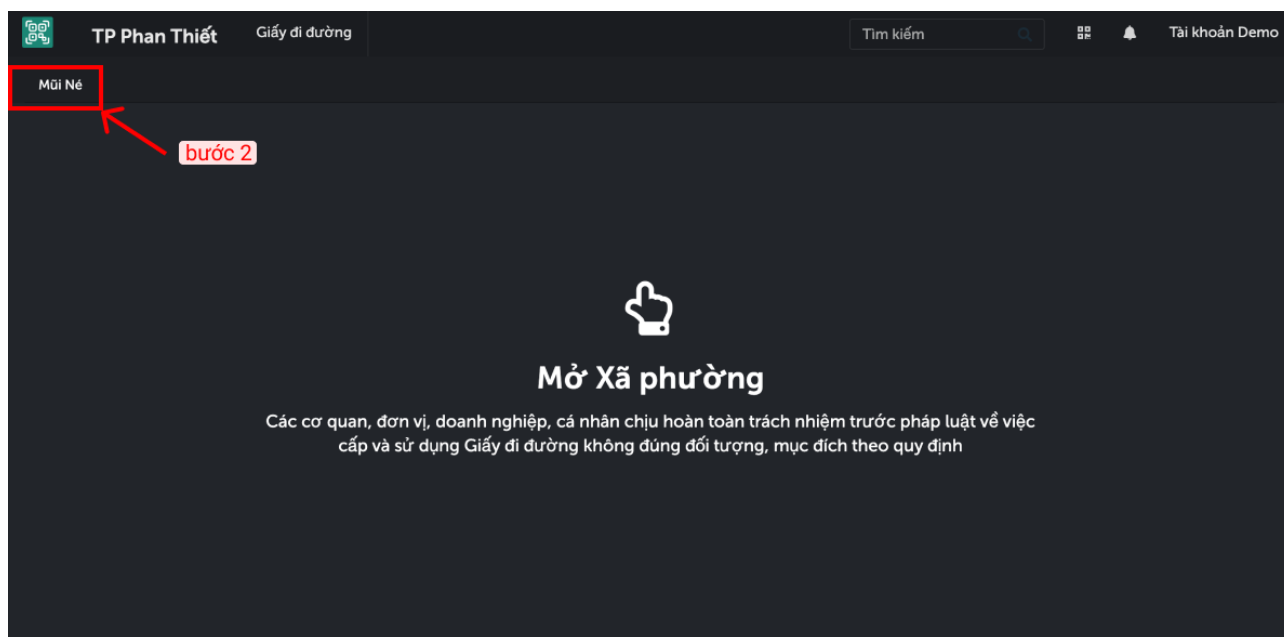 TP Phan Thiết Giấy đi đường Tìm kiếm Tài khoản Demo
Mũi Né
bước 2
Mở Xã phường
Các cơ quan, đơn vị, doanh nghiệp, cá nhân chịu hoàn toàn trách nhiệm trước pháp luật về việc
cấp và sử dụng Giấy đi đường không đúng đối tượng, mục đích theo quy định